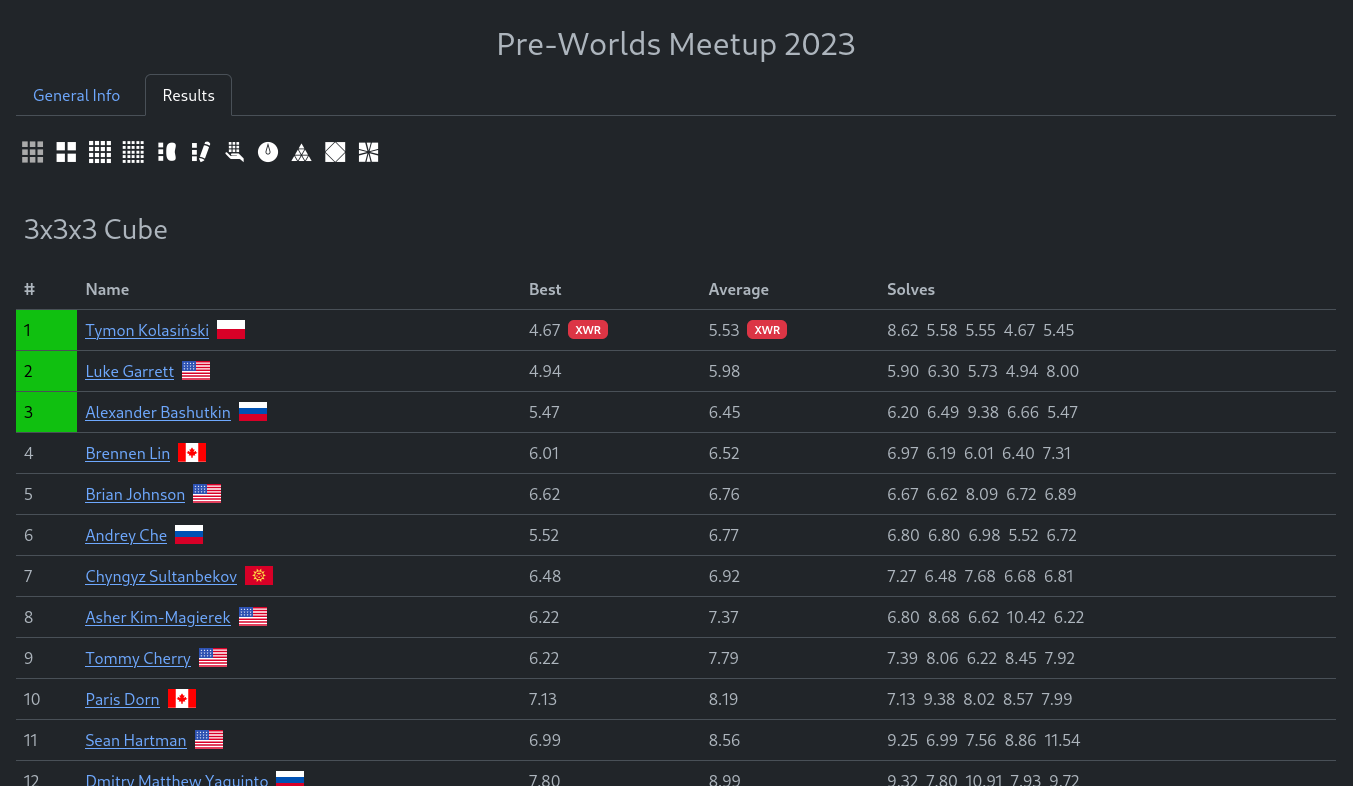 Pre-Worlds Meetup 2023
General Info Results
3x3x3 Cube
# Name Best Average Solves
1 Tymon Kolasiński 4.67 XWR 5.53 XWR 8.62 5.58 5.55 4.67 5.45
2 Luke Garrett 4.94 5.98 5.90 6.30 5.73 4.94 8.00
3 Alexander Bashutkin 5.47 6.45 6.20 6.49 9.38 6.66 5.47
4 Brennen Lin 6.01 6.52 6.97 6.19 6.01 6.40 7.31
5 Brian Johnson 6.62 6.76 6.67 6.62 8.09 6.72 6.89
6 Andrey Che 5.52 6.77 6.80 6.80 6.98 5.52 6.72
7 Chyngyz Sultanbekov 6.48 6.92 7.27 6.48 7.68 6.68 6.81
8 Asher Kim-Magierek 6.22 7.37 6.80 8.68 6.62 10.42 6.22
9 Tommy Cherry 6.22 7.79 7.39 8.06 6.22 8.45 7.92
10 Paris Dorn 7.13 8.19 7.13 9.38 8.02 8.57 7.99
11 Sean Hartman 6.99 8.56 9.25 6.99 7.56 8.86 11.54
12 Dmitry Matthew Yaquinto 7.80 8.99 9.32 7.80 10.91 7.93 9.72